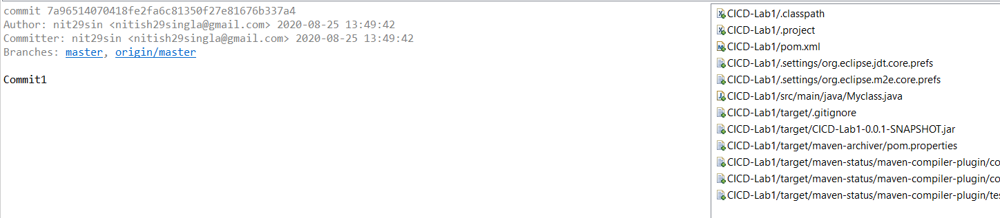 commit 7a96514070418fe2fa6c81350f27e81676b337a4
Author: nit29sin <nitish29singla@gmail.com> 2020-08-25 13:49:42
Committer: nit29sin <nitish29singla@gmail.com> 2020-08-25 13:49:42
Branches: master, origin/master
Commit1
CICD-Lab1/.classpath
CICD-Lab1/.project
CICD-Lab1/pom.xml
CICD-Lab1/.settings/org.eclipse.jdt.core.prefs
CICD-Lab1/.settings/org.eclipse.m2e.core.prefs
CICD-Lab1/src/main/java/Myclass.java
CICD-Lab1/target/.gitignore
CICD-Lab1/target/CICD-Lab1-0.0.1-SNAPSHOT.jar
CICD-Lab1/target/maven-archiver/pom.properties
CICD-Lab1/target/maven-status/maven-compiler-plugin/co
CICD-Lab1/target/maven-status/maven-compiler-plugin/co
CICD-Lab1/target/maven-status/maven-compiler-plugin/tes